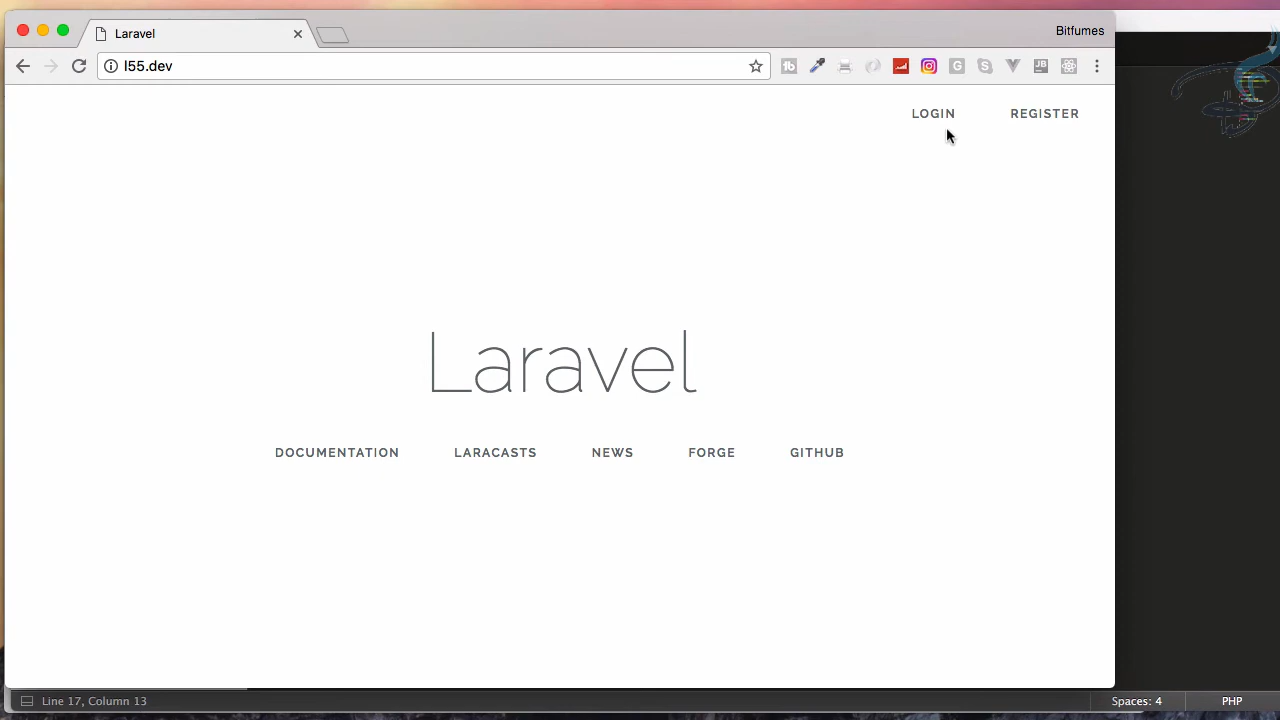 Laravel
Bitfumes
l55.dev
LOGIN REGISTER
Laravel
DOCUMENTATION LARACASTS NEWS FORGE GITHUB
Line 17, Column 13
Spaces: 4
PHP